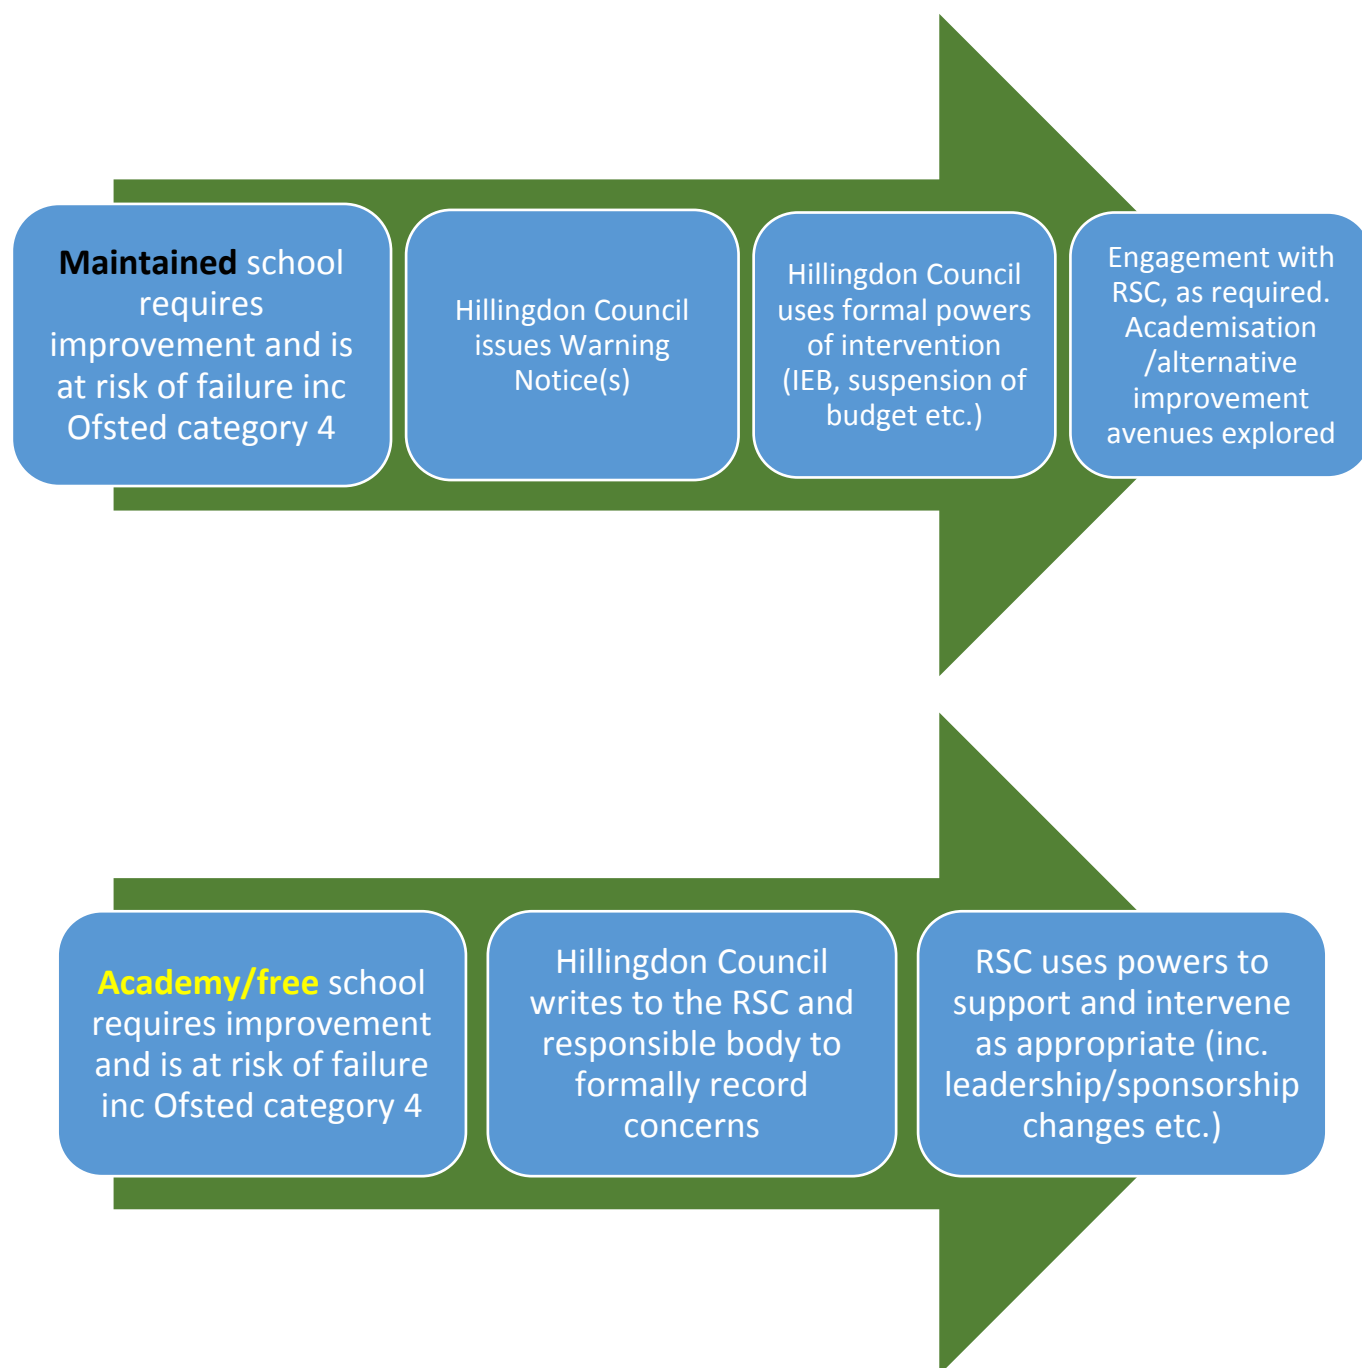 Maintained school
requires
improvement and is
at risk of failure inc
Ofsted category 4
Hillingdon Council
issues Warning
Notice(s)
Hillingdon Council
uses formal powers
of intervention
(IEB, suspension of
budget etc.)
Engagement with
RSC, as required.
Academisation
/alternative
improvement
avenues explored
Academy/free school
requires improvement
and is at risk of failure
inc Ofsted category 4
Hillingdon Council
writes to the RSC and
responsible body to
formally record
concerns
RSC uses powers to
support and intervene
as appropriate (inc.
leadership/sponsorship
changes etc.)